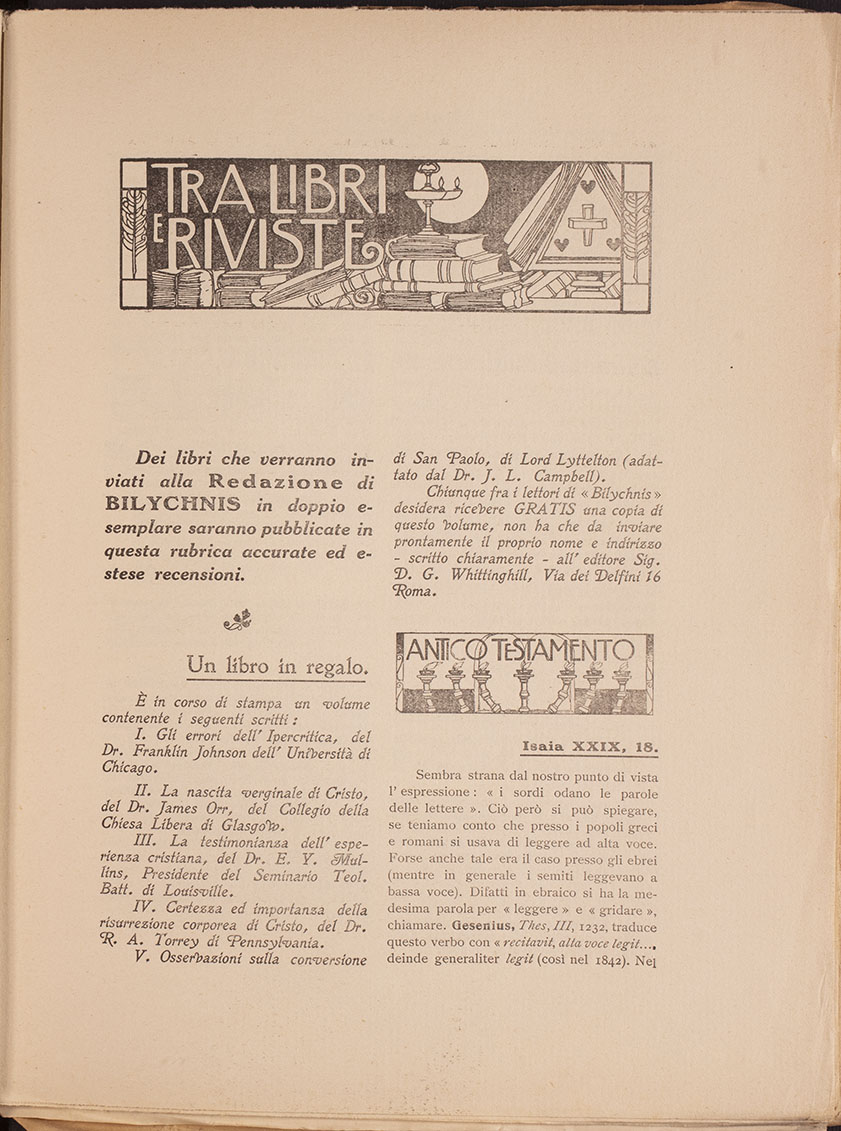 TRA LIBRI
E RIVISTE
Dei libri che verranno in-
viati alla Redazione di
BILYCHNIS in doppio e-
semplare saranno pubblicate in
questa rubrica accurate ed e-
stese recensioni.
Un libro in regalo.
È in corso di stampa un volume
contenente i seguenti scritti :
I. Gli errori dell' Ipercritica, del
Dr. Franklin Johnson dell' Università di
Chicago.
II. La nascita verginale di Cristo,
del Dr. James Orr, del Collegio della
Chiesa Libera di Glasgow.
III. La testimonianza dell' espe-
rienza cristiana, del Dr. E. Y. Mul-
lins, Presidente del Seminario Teol.
Batt. di Louisville.
IV. Certezza ed importanza della
risurrezione corporea di Cristo, del Dr.
R. A. Torrey di Pennsylvania.
V. Osservazioni sulla conversione
di San Paolo, di Lord Lyttelton (adat-
tato dal Dr. J. L. Campbell).
Chiunque fra i lettori di « Bilychnis »
desidera ricevere GRATIS una copia di
questo volume, non ha che da inviare
prontamente il proprio nome e indirizzo
- scritto chiaramente - all' editore Sig.
D. G. Whittinghill, Via dei Delfini 16
Roma.
ANTICO TESTAMENTO
Isaia XXIX, 18.
Sembra strana dal nostro punto di vista
l' espressione : « i sordi odano le parole
delle lettere ». Ciò però si può spiegare,
se teniamo conto che presso i popoli greci
e romani si usava di leggere ad alta voce.
Forse anche tale era il caso presso gli ebrei
(mentre in generale i semiti leggevano a
bassa voce). Difatti in ebraico si ha la me-
desima parola per « leggere » e « gridare »,
chiamare. Gesenius, Thes, III, 1232, traduce
questo verbo con « recitavit, alta voce legit...,
deinde generaliter legit (così nel 1842). Nel